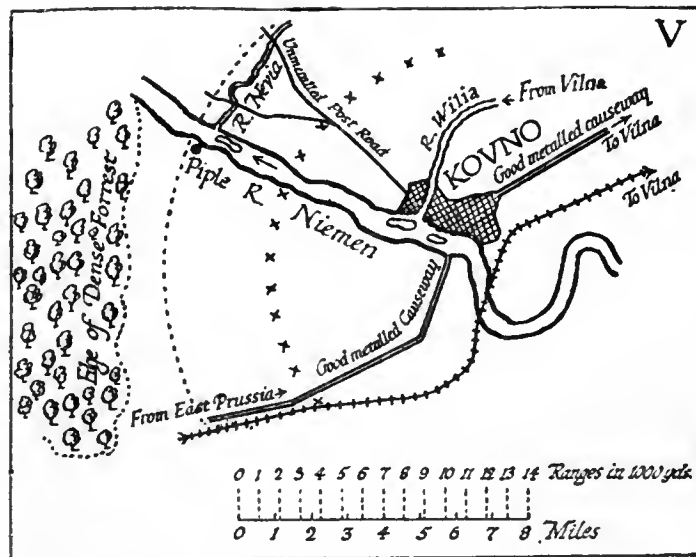 V
R. Nevia
Unmetalled Post Road
R. Wilia
From Vilna
KOVNO
Good metalled causeway
To Vilna
To Vilna
Piple
R. Niemen
Edge of Dense Forrest
Good metalled Causeway
From East Prussia
0 1 2 3 4 5 6 7 8 9 10 11 12 13 14 Ranges in 1000 yds.
0 1 2 3 4 5 6 7 8 Miles